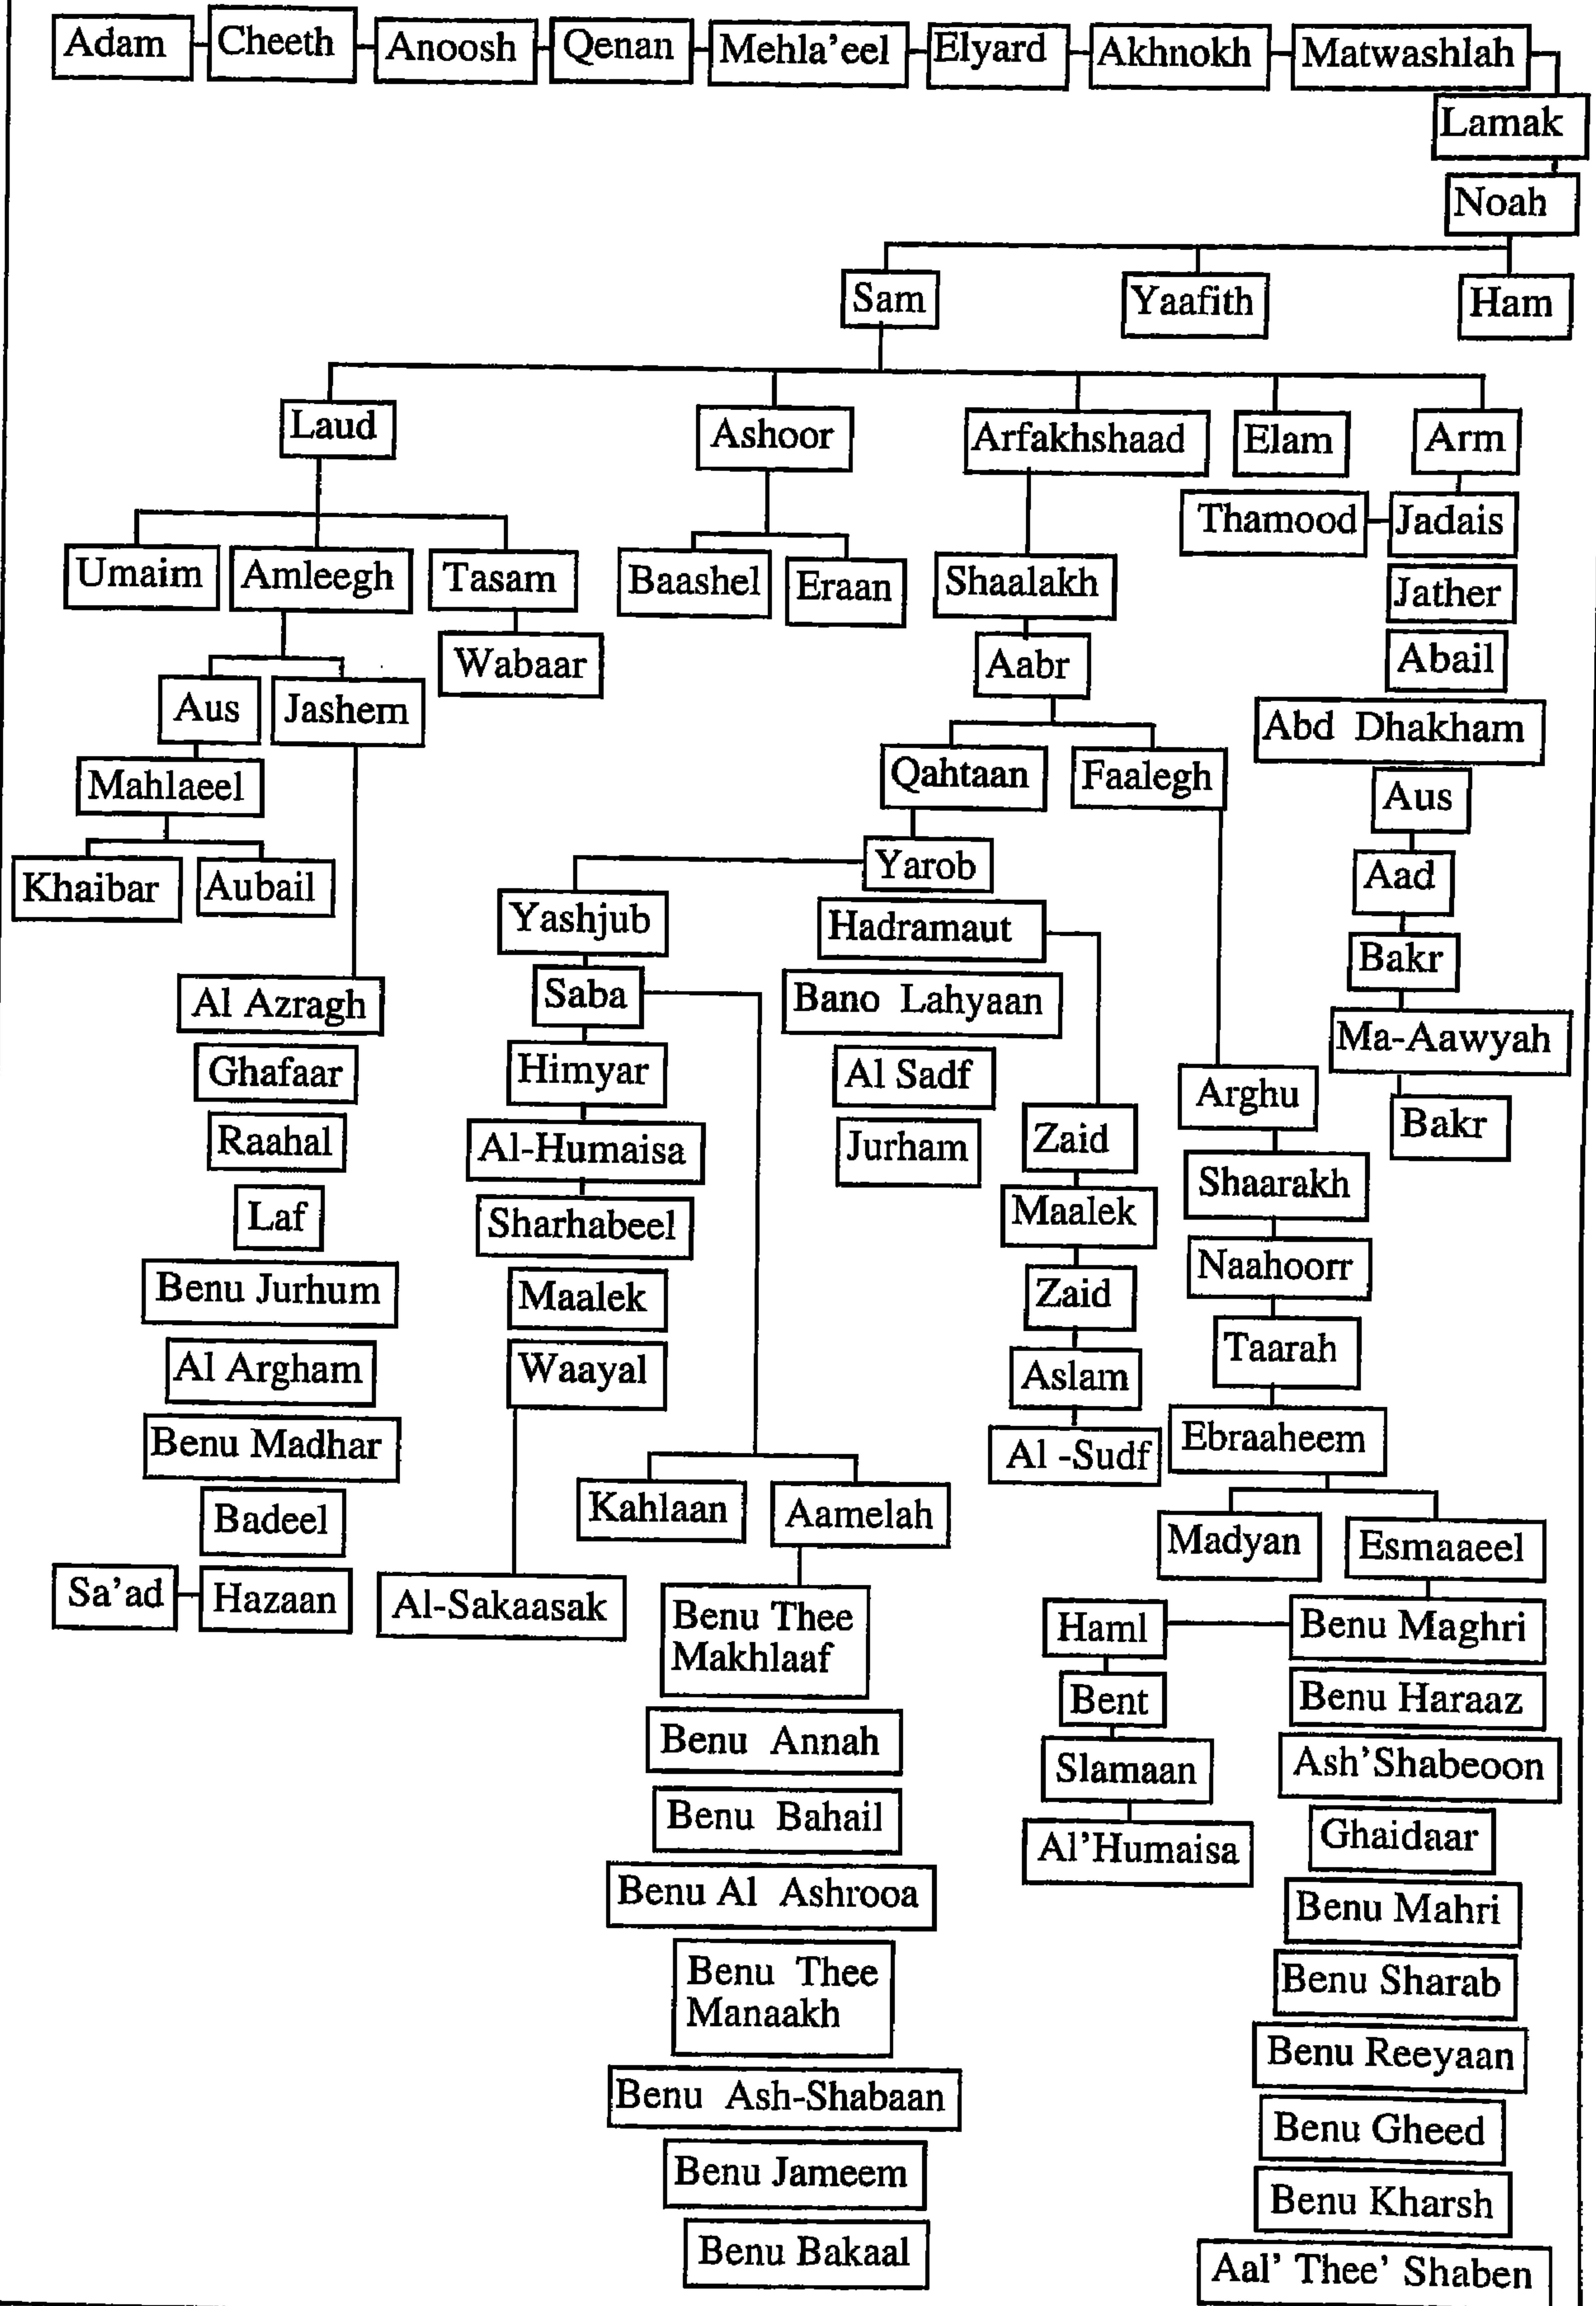 Adam Cheeth Anoosh Qenan Mehla'eel Elyard Akhnokh Matwashlah
Lamak
Noah
Sam Yaafith Ham
Laud Ashoor Arfakhshaad Elam Arm
Thamood Jadais
Umaim Amleegh Tasam Baashel Eraan Shaalakh Jather
Wabaar Aabr Abail
Aus Jashem Abd Dhakham
Mahlaeel Qahtaan Faalegh Aus
Khaibar Aubail Yarob Aad
Yashjub Hadramaut Bakr
Al Azragh Saba Bano Lahyaan Ma-Aawyah
Ghafaar Himyar Al Sadf Arghu Bakr
Raahal Al-Humaisa Jurham Zaid Shaarakh
Laf Sharhabeel Maalek Naahoorr
Benu Jurhum Maalek Zaid Taarah
Al Argham Waayal Aslam
Benu Madhar Al -Sudf Ebraaheem
Badeel Kahlaan Aamelah Madyan Esmaaeel
Sa'ad Hazaan Al-Sakaasak Benu Thee
Makhlaaf Haml Benu Maghri
Benu Annah Bent Benu Haraaz
Benu Bahail Slamaan Ash'Shabeoon
Benu Al Ashrooa Al'Humaisa Ghaidaar
Benu Thee
Manaakh Benu Mahri
Benu Sharab
Benu Ash-Shabaan Benu Reeyaan
Benu Jameem Benu Gheed
Benu Bakaal Benu Kharsh
Aal' Thee' Shaben